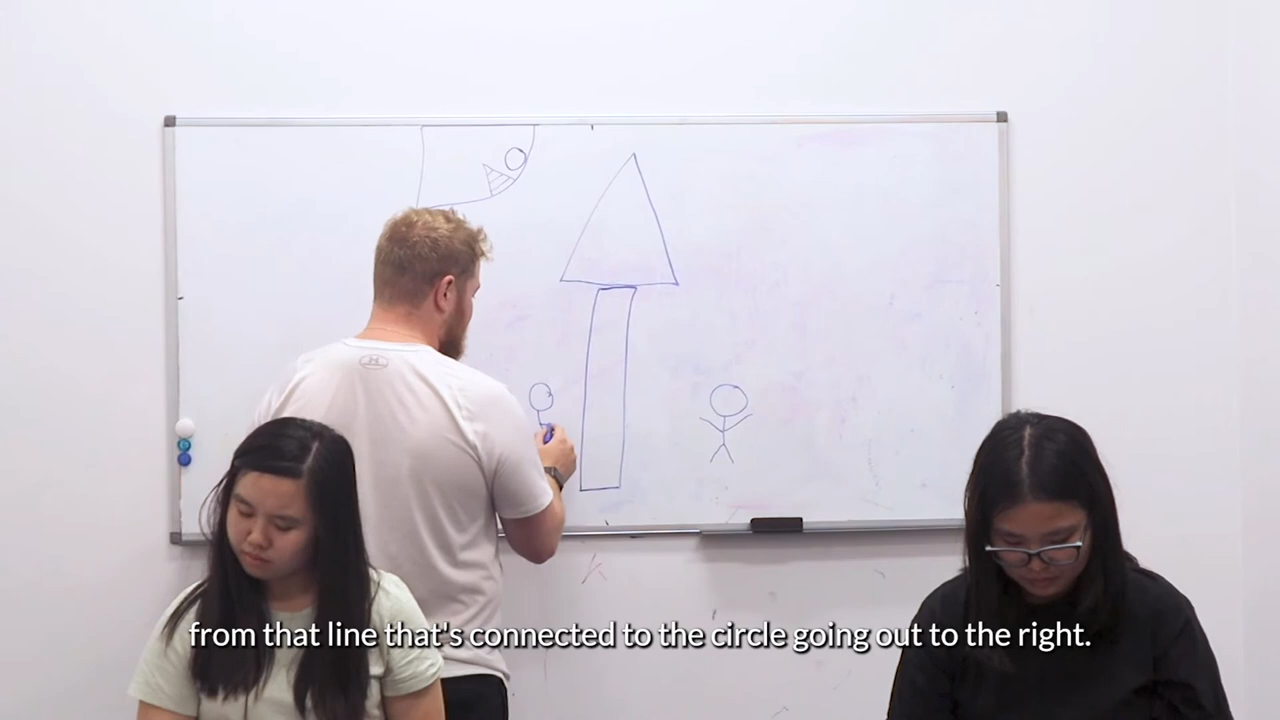 from that line that's connected to the circle going out to the right.